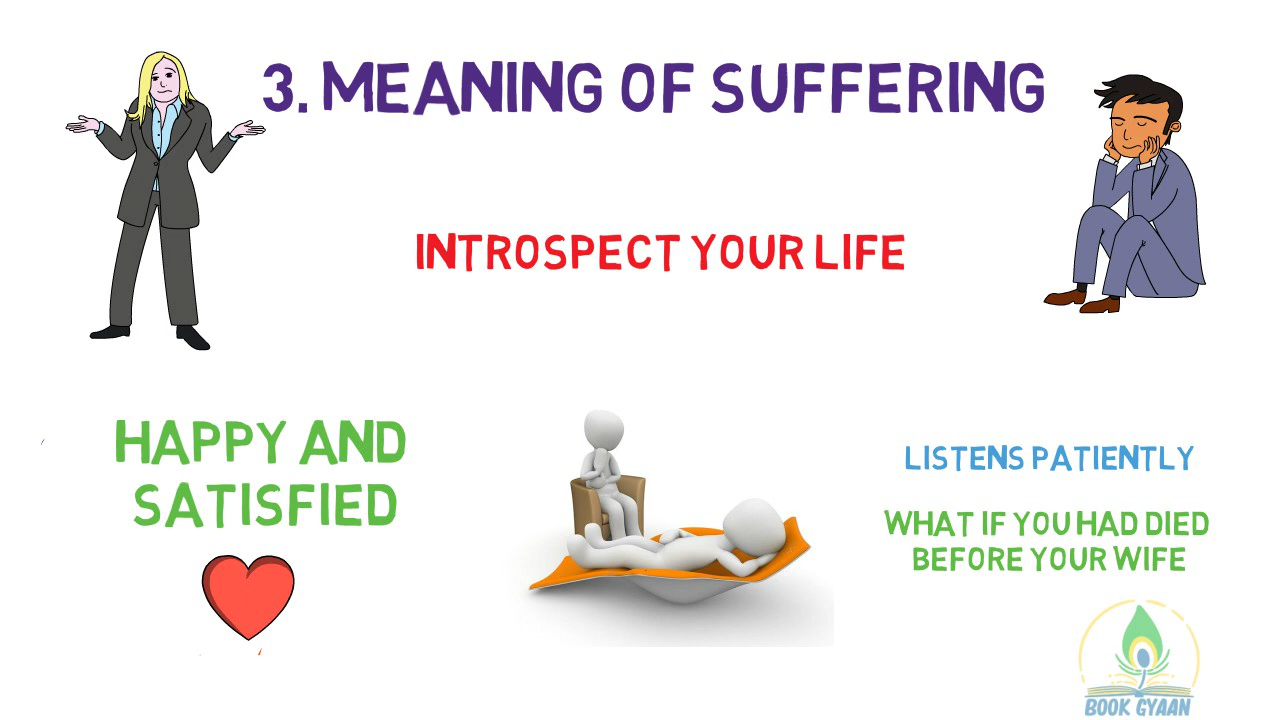 3. MEANING OF SUFFERING
INTROSPECT YOUR LIFE
HAPPY AND
SATISFIED
LISTENS PATIENTLY
WHAT IF YOU HAD DIED
BEFORE YOUR WIFE
BOOK GYAAN